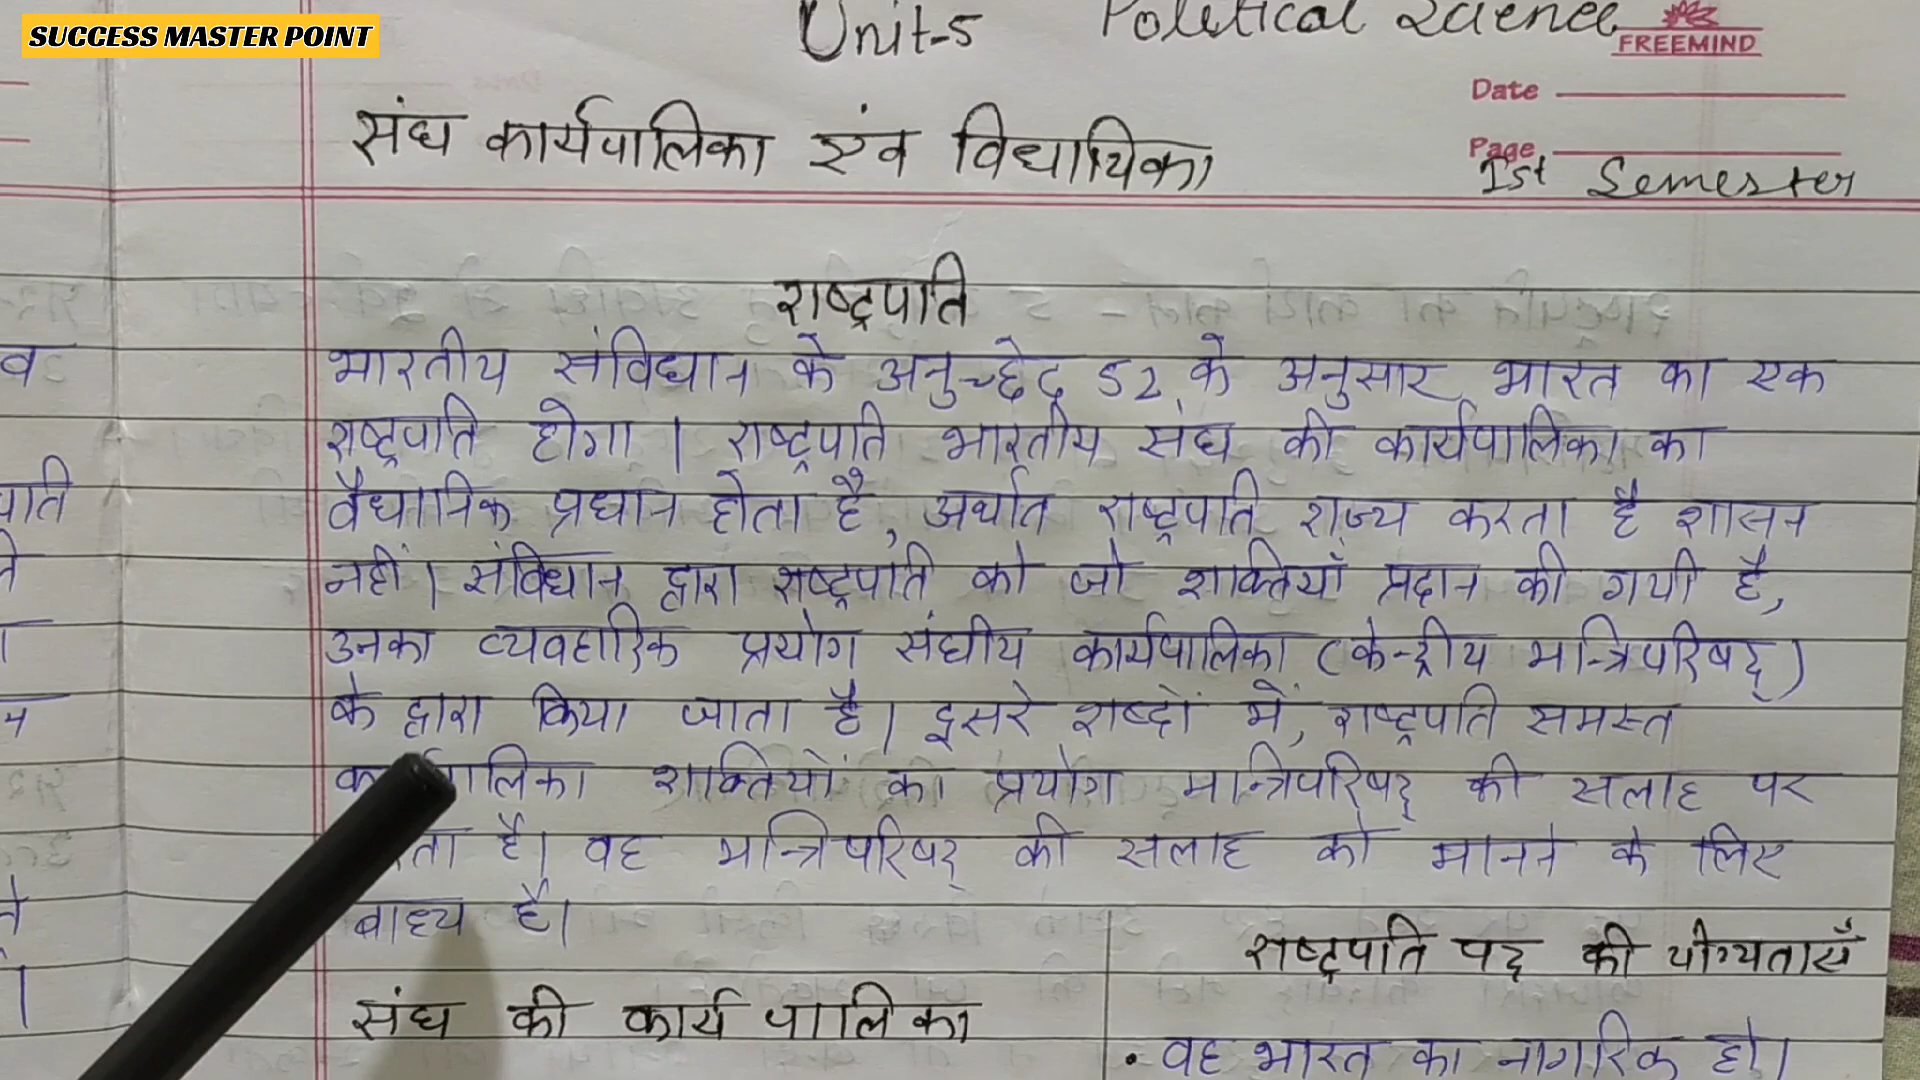 SUCCESS MASTER POINT
Unit-5 Political Science
FREEMIND
Date
Page
Ist Semester
संघ कार्यपालिका एंव विधायिका
राष्ट्रपति
भारतीय संविधान के अनुच्छेद 52 के अनुसार भारत का एक
राष्ट्रपति होगा। राष्ट्रपति भारतीय संघ की कार्यपालिका का
वैधानिक प्रधान होता है, अर्थात राष्ट्रपति राज्य करता है शासन
नहीं। संविधान द्वारा राष्ट्रपति को जो शक्तियाँ प्रदान की गयी है,
उनका व्यवहारिक प्रयोग संघीय कार्यपालिका (केन्द्रीय मन्त्रिपरिषद्)
के द्वारा किया जाता है। दूसरे शब्दों में, राष्ट्रपति समस्त
कार्यपालिका शक्तियों का प्रयोग मन्त्रिपरिषद् की सलाह पर
है। वह मन्त्रिपरिषद् की सलाह को मानने के लिए
बाध्य है।
संघ की कार्य पालिका
राष्ट्रपति पद की योग्यताएँ
• वह भारत का नागरिक हो।